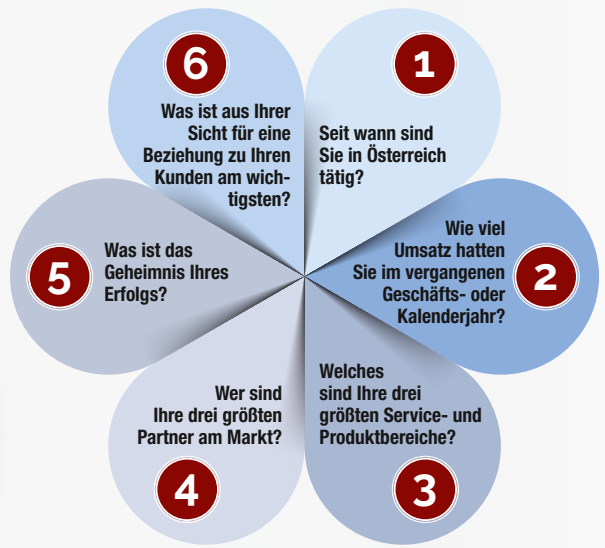 1
Seit wann sind
Sie in Österreich
tätig?
2
Wie viel
Umsatz hatten
Sie im vergangenen
Geschäfts- oder
Kalenderjahr?
3
Welches
sind Ihre drei
größten Service- und
Produktbereiche?
4
Wer sind
Ihre drei größten
Partner am Markt?
5
Was ist das
Geheimnis Ihres
Erfolgs?
6
Was ist aus Ihrer
Sicht für eine
Beziehung zu Ihren
Kunden am wich-
tigsten?